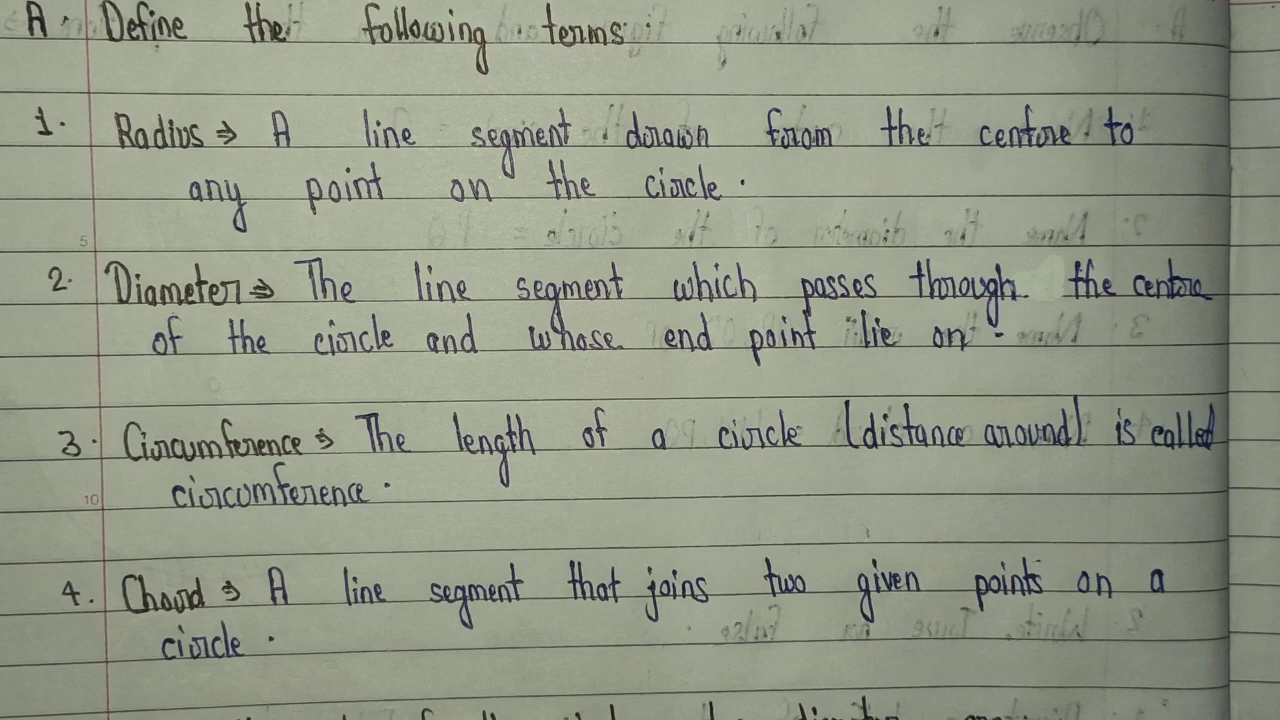 A. Define the following terms.
1. Radius ⇒ A line segment drawn from the centre to
any point on the circle.
5
2. Diameter ⇒ The line segment which passes through the centre
of the circle and whose end point lie on.
3. Circumference ⇒ The length of a circle (distance around) is called
10
circumference.
4. Chord ⇒ A line segment that joins two given points on a
circle.